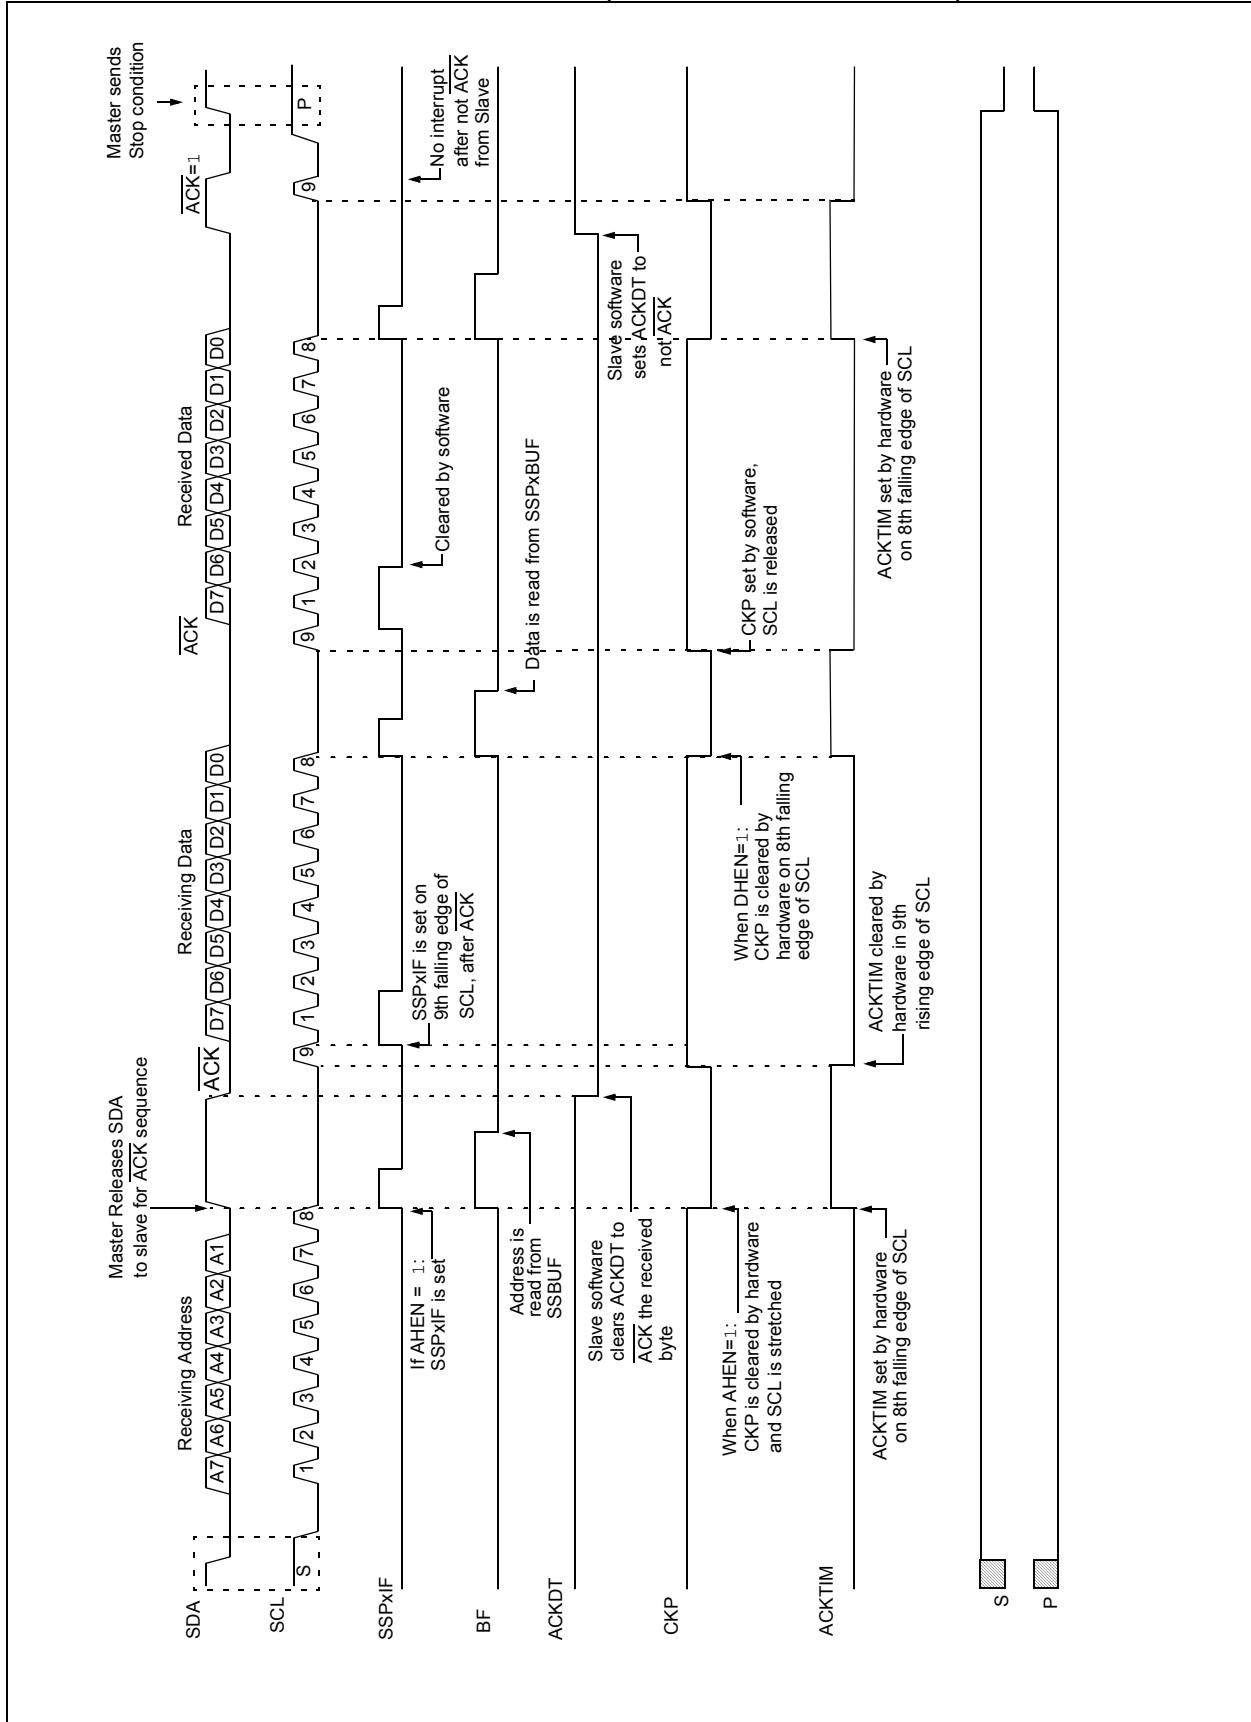 Master sends
Stop condition
Master Releases SDA
to slave for ACK sequence
Receiving Address
Receiving Data
ACK
Received Data
ACK
ACK=1
SDA
A7 A6 A5 A4 A3 A2 A1
D7 D6 D5 D4 D3 D2 D1 D0
D7 D6 D5 D4 D3 D2 D1 D0
SCL
S
1 2 3 4 5 6 7 8
9
1 2 3 4 5 6 7 8
9
1 2 3 4 5 6 7 8
9
P
SSPxIF
If AHEN = 1:
SSPxIF is set
SSPxIF is set on
9th falling edge of
SCL, after ACK
Cleared by software
No interrupt
after not ACK
from Slave
BF
Address is
read from
SSBUF
Data is read from SSPxBUF
ACKDT
Slave software
clears ACKDT to
ACK the received
byte
Slave software
sets ACKDT to
not ACK
CKP
When AHEN=1:
CKP is cleared by hardware
and SCL is stretched
When DHEN=1:
CKP is cleared by
hardware on 8th falling
edge of SCL
CKP set by software,
SCL is released
ACKTIM
ACKTIM set by hardware
on 8th falling edge of SCL
ACKTIM cleared by
hardware in 9th
rising edge of SCL
ACKTIM set by hardware
on 8th falling edge of SCL
S
P